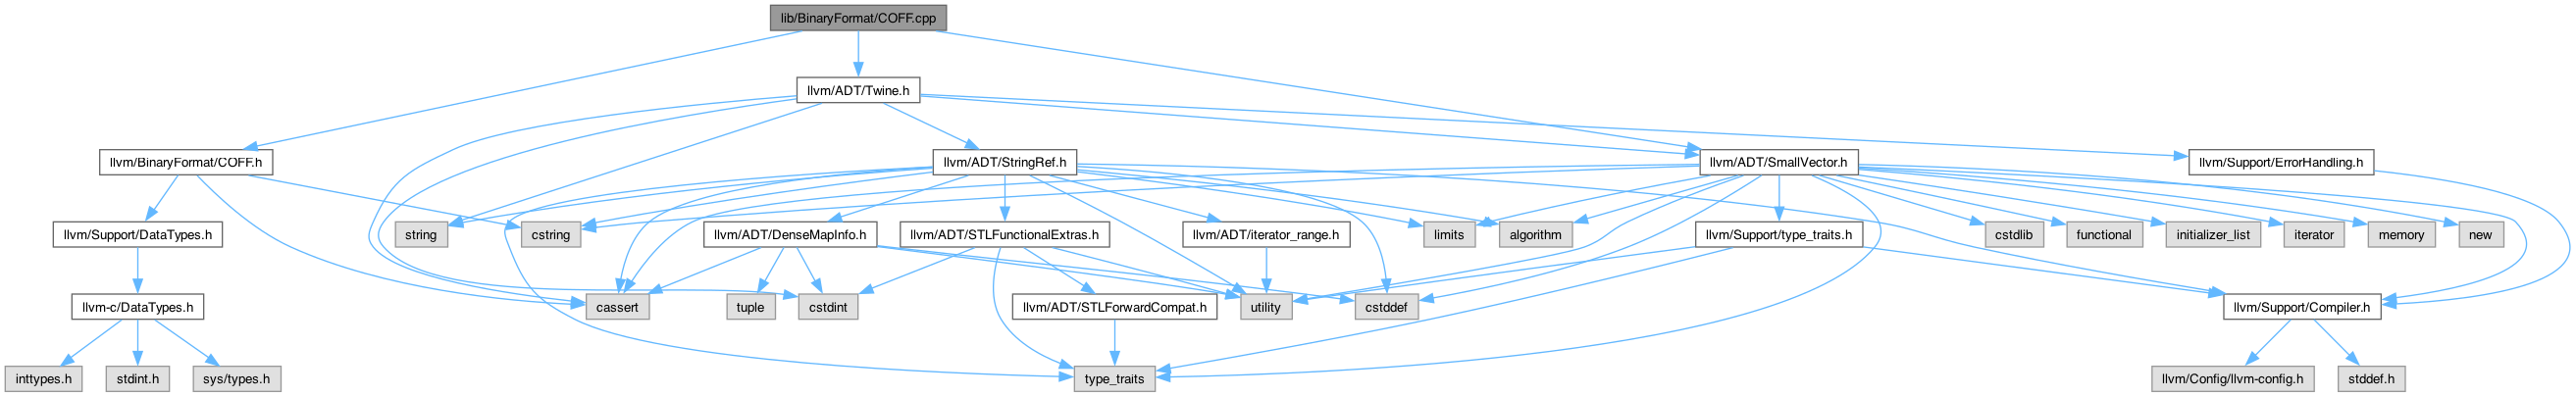 lib/BinaryFormat/COFF.cpp
llvm/ADT/Twine.h
llvm/BinaryFormat/COFF.h
llvm/ADT/StringRef.h
llvm/ADT/SmallVector.h
llvm/Support/ErrorHandling.h
llvm/Support/DataTypes.h
string
cstring
llvm/ADT/DenseMapInfo.h
llvm/ADT/STLFunctionalExtras.h
llvm/ADT/iterator_range.h
limits
algorithm
llvm/Support/type_traits.h
cstdlib
functional
initializer_list
iterator
memory
new
llvm-c/DataTypes.h
cassert
tuple
cstdint
llvm/ADT/STLForwardCompat.h
utility
cstddef
llvm/Support/Compiler.h
inttypes.h
stdint.h
sys/types.h
type_traits
llvm/Config/llvm-config.h
stddef.h